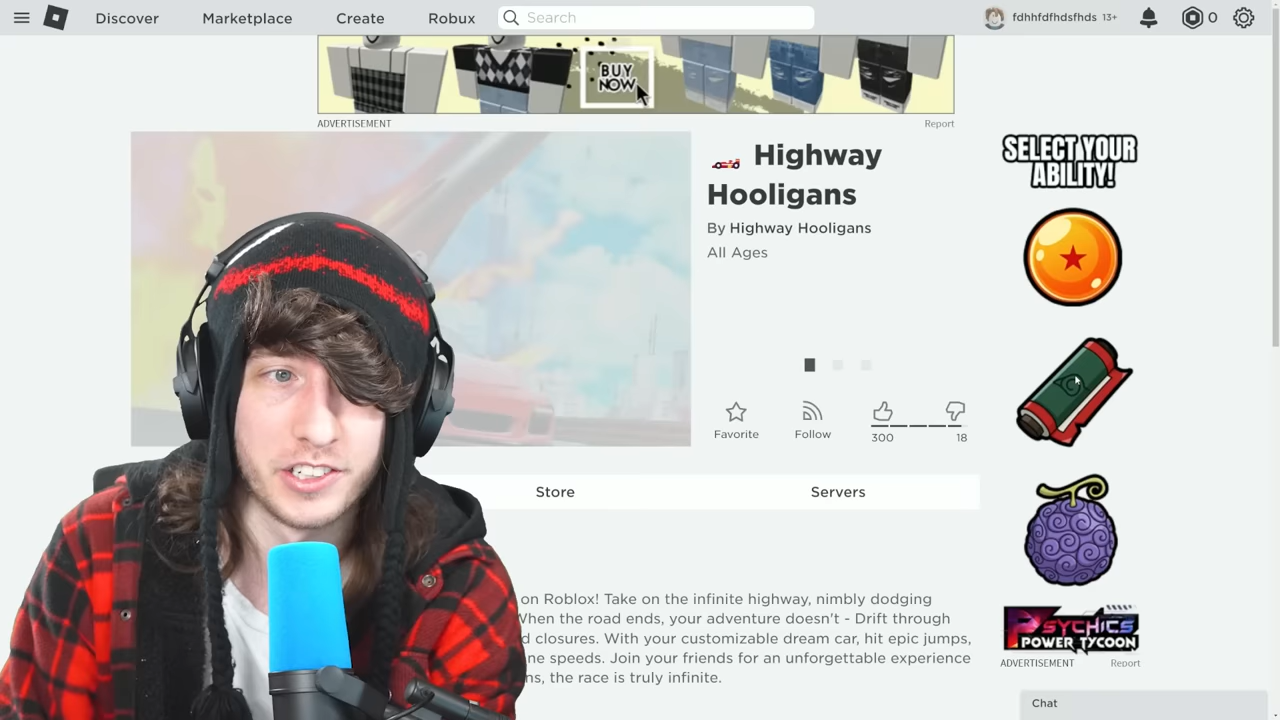 Discover Marketplace Create Robux Search fdhhfdfhdsfhds 13+ 0
BUY
NOW
ADVERTISEMENT Report
Highway
Hooligans
By Highway Hooligans
All Ages
Favorite Follow 300 18
Store Servers
on Roblox! Take on the infinite highway, nimbly dodging
When the road ends, your adventure doesn't - Drift through
d closures. With your customizable dream car, hit epic jumps,
ne speeds. Join your friends for an unforgettable experience
ns, the race is truly infinite.
SELECT YOUR
ABILITY!
PSYCHICS
POWER TYCOON
ADVERTISEMENT Report
Chat